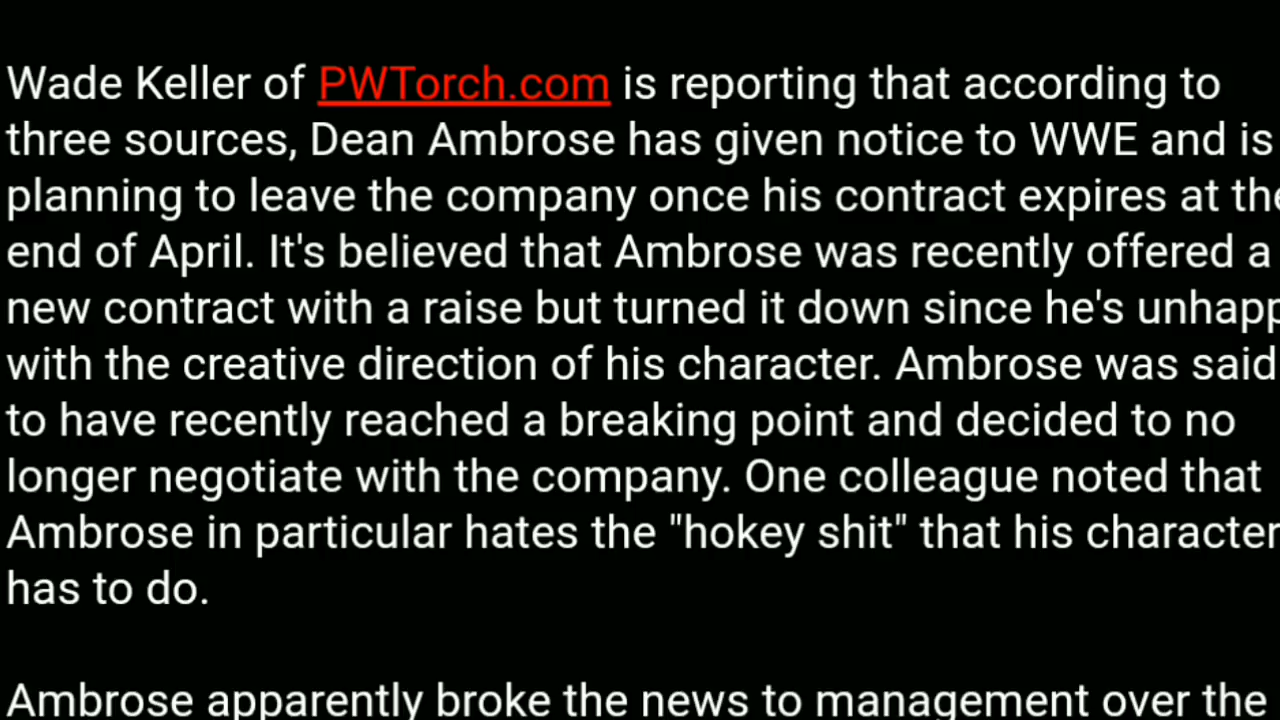 Wade Keller of PWTorch.com is reporting that according to
three sources, Dean Ambrose has given notice to WWE and is
planning to leave the company once his contract expires at the
end of April. It's believed that Ambrose was recently offered a
new contract with a raise but turned it down since he's unhapp
with the creative direction of his character. Ambrose was said
to have recently reached a breaking point and decided to no
longer negotiate with the company. One colleague noted that
Ambrose in particular hates the "hokey shit" that his character
has to do.
Ambrose apparently broke the news to management over the